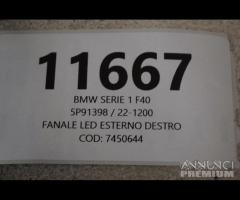 11667
BMW SERIE 1 F40
5P91398 / 22-1200
FANALE LED ESTERNO DESTRO
COD: 7450644
ANNUNCI
PREMIUM